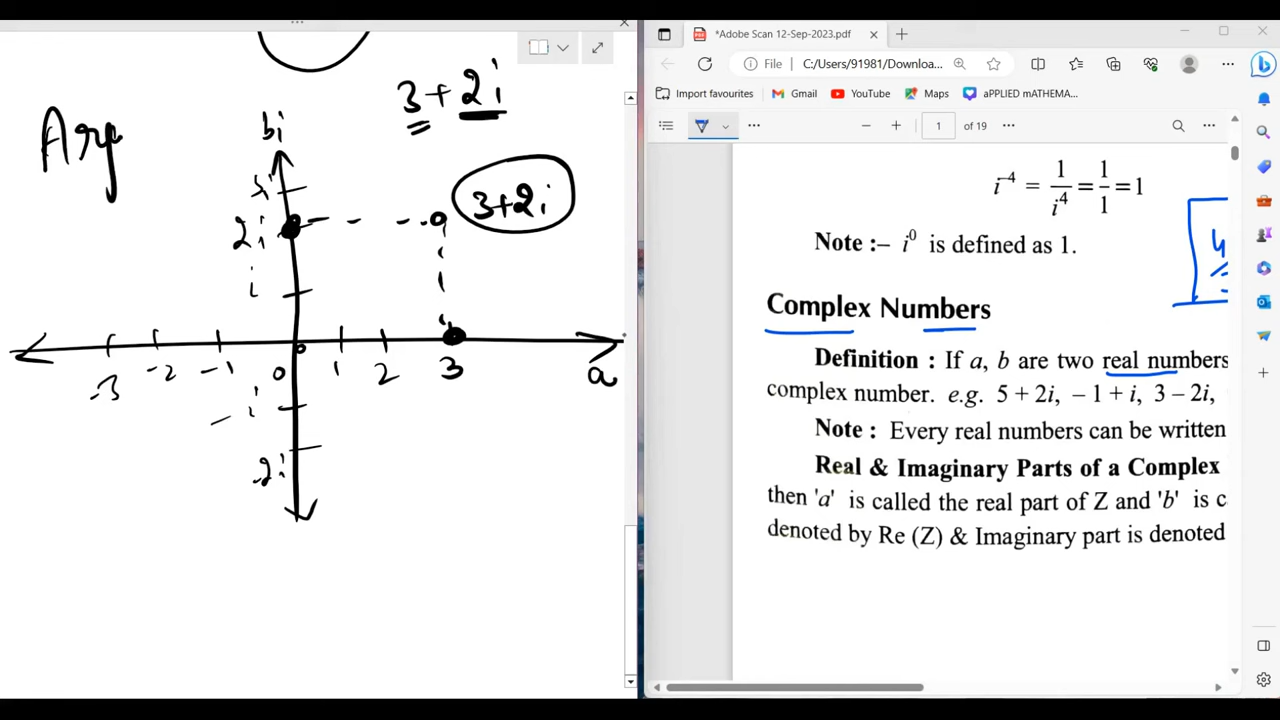 3+2i
Arg
bi
3i
2i
3+2i
i
-3 -2 -1 0 1 2 3 a
-i
-2i
*Adobe Scan 12-Sep-2023.pdf
File C:/Users/91981/Downloa...
Import favourites Gmail YouTube Maps aPPLIED mATHEMA...
1 of 19
i⁻⁴ = 1/i⁴ = 1/1 = 1
Note :– i⁰ is defined as 1.
Complex Numbers
Definition : If a, b are two real numbers
complex number. e.g. 5 + 2i, – 1 + i, 3 – 2i,
Note : Every real numbers can be written
Real & Imaginary Parts of a Complex
then 'a' is called the real part of Z and 'b' is c
denoted by Re (Z) & Imaginary part is denoted